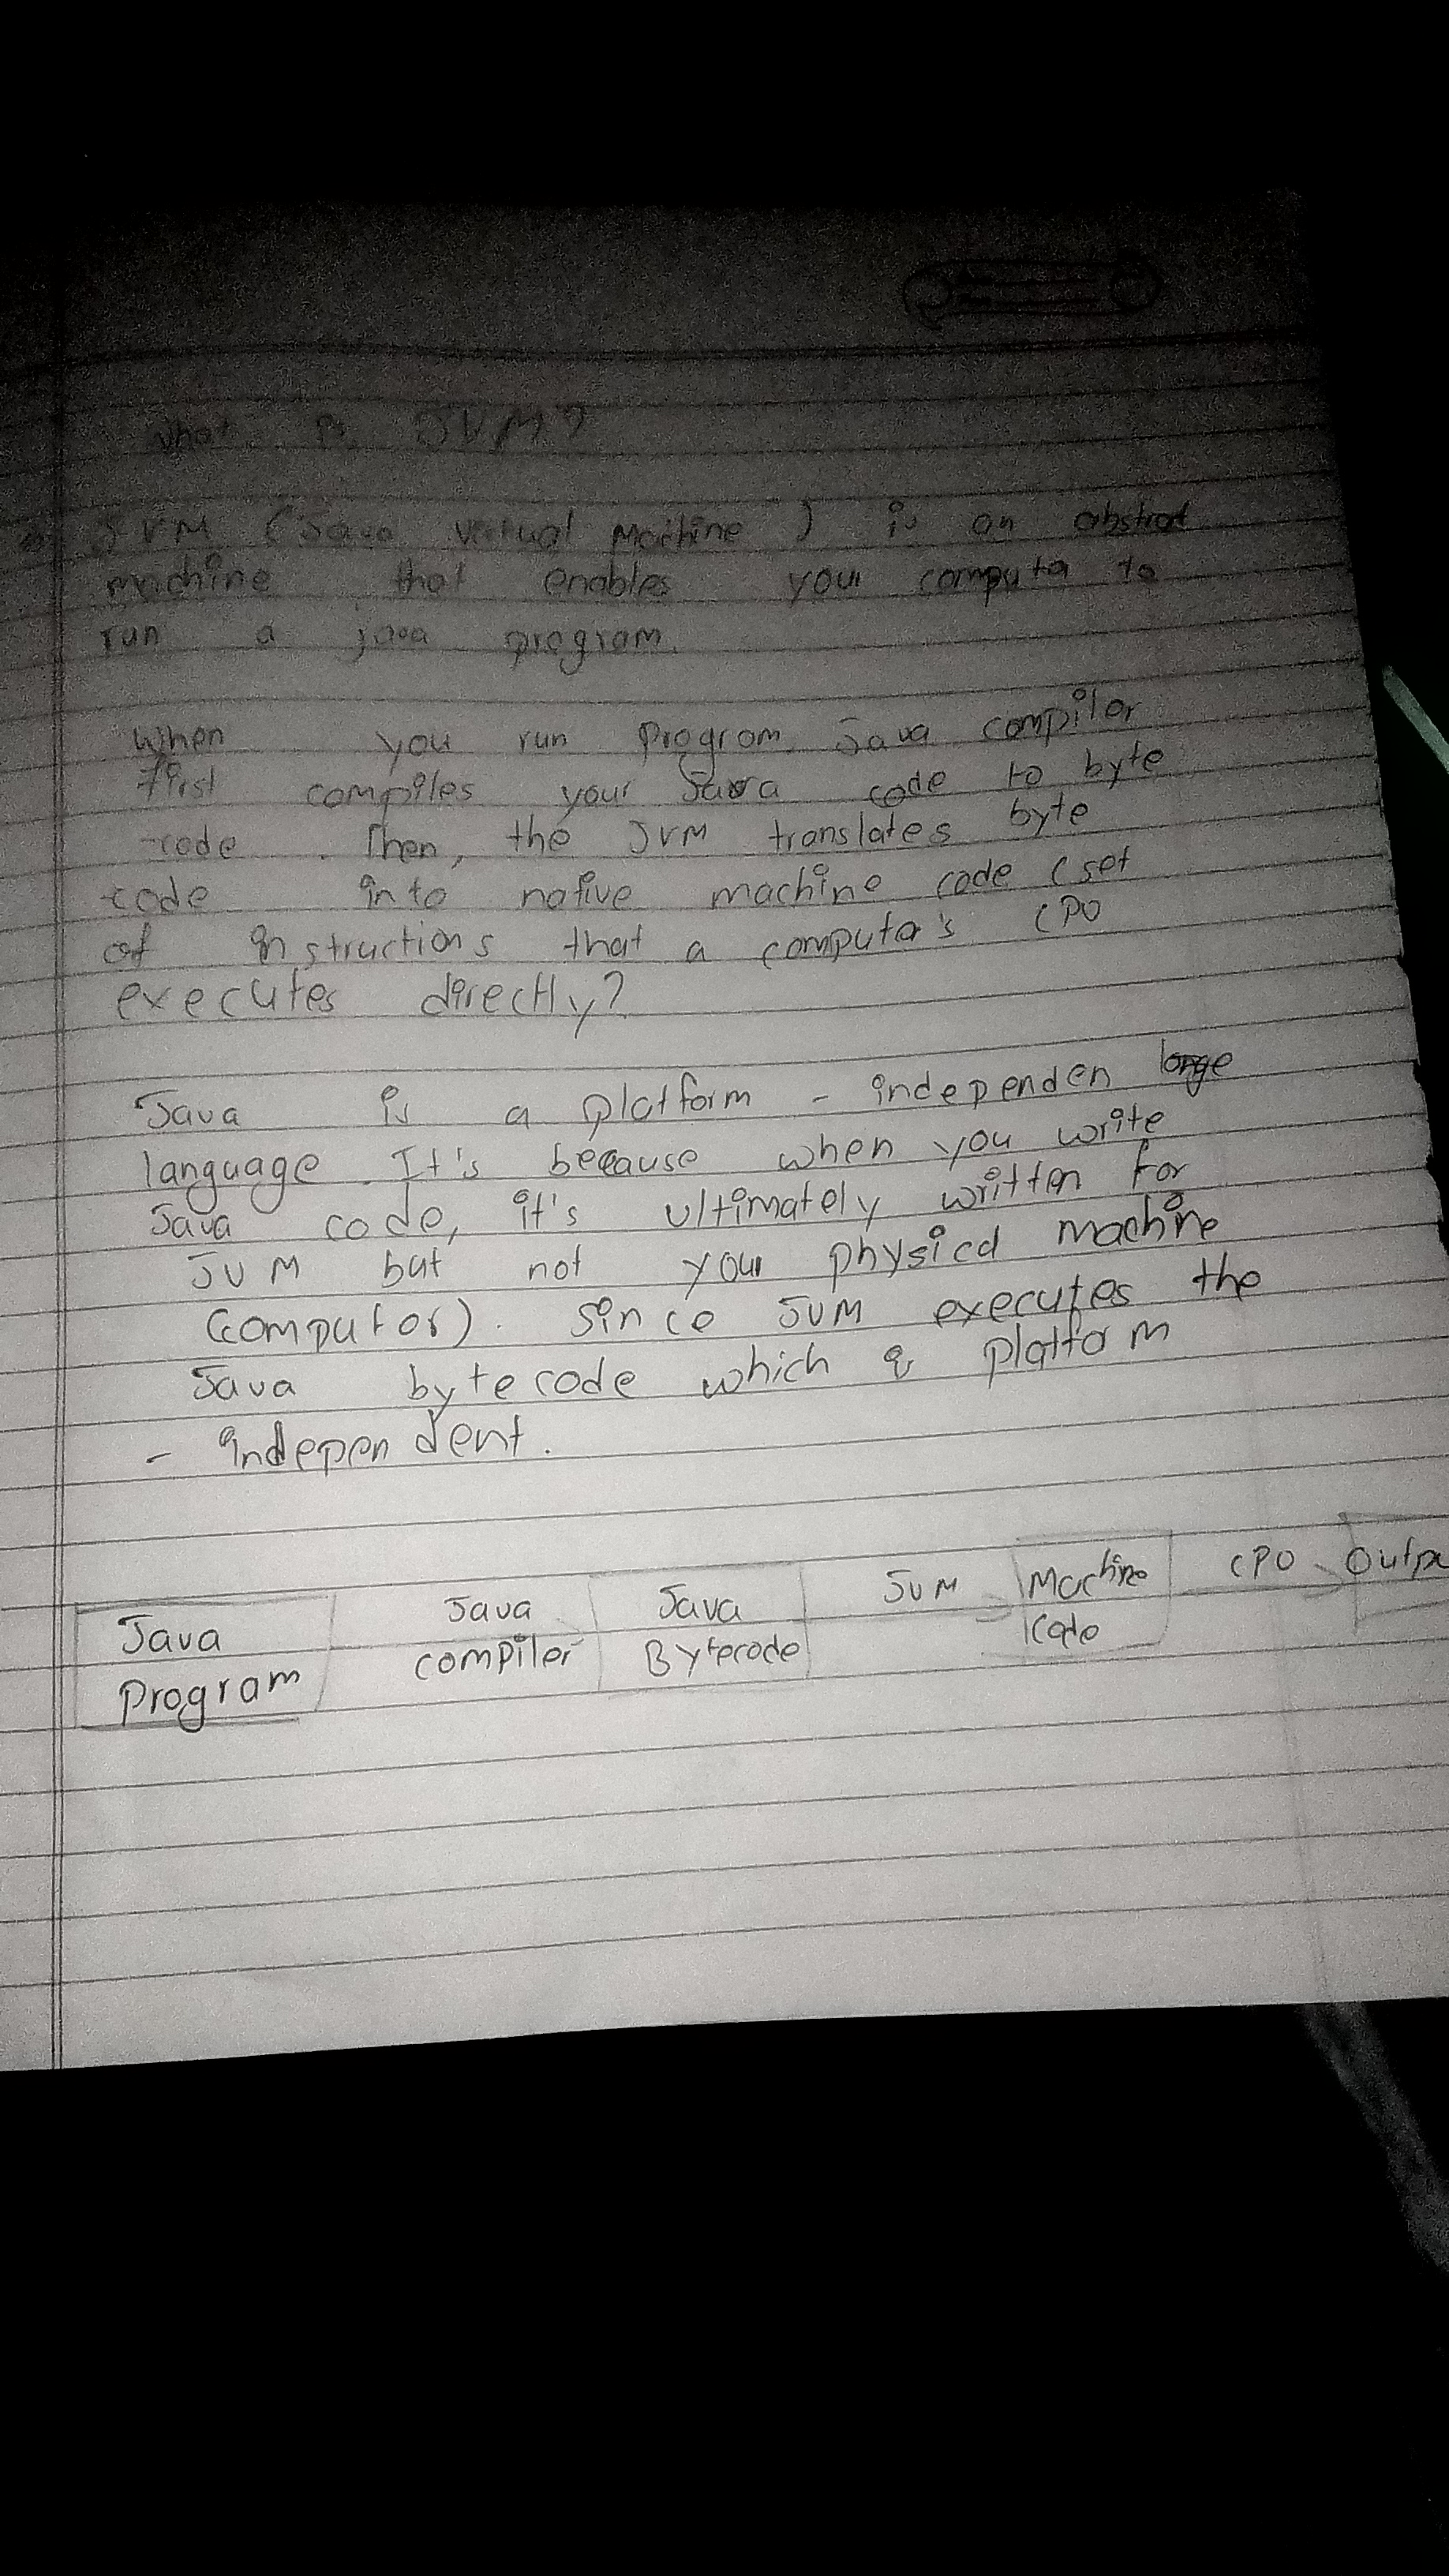 What is JVM?
JVM (Java Virtual Machine) is an abstract
machine that enables your computer to
run a java program.
When you run program, Java compiler
first compiles your Java code to byte
code. Then, the JVM translates byte
code into native machine code (set
of instructions that a computer's CPU
executes directly?
Java is a platform - independen
language. It's because when you write
Java code, it's ultimately written for
JVM but not your physical machine
(computer). Since JVM executes the
Java bytecode which is platform
- independent.
Java Program
Java compiler
Java Bytecode
JVM
Machine Code
CPU
Outpu